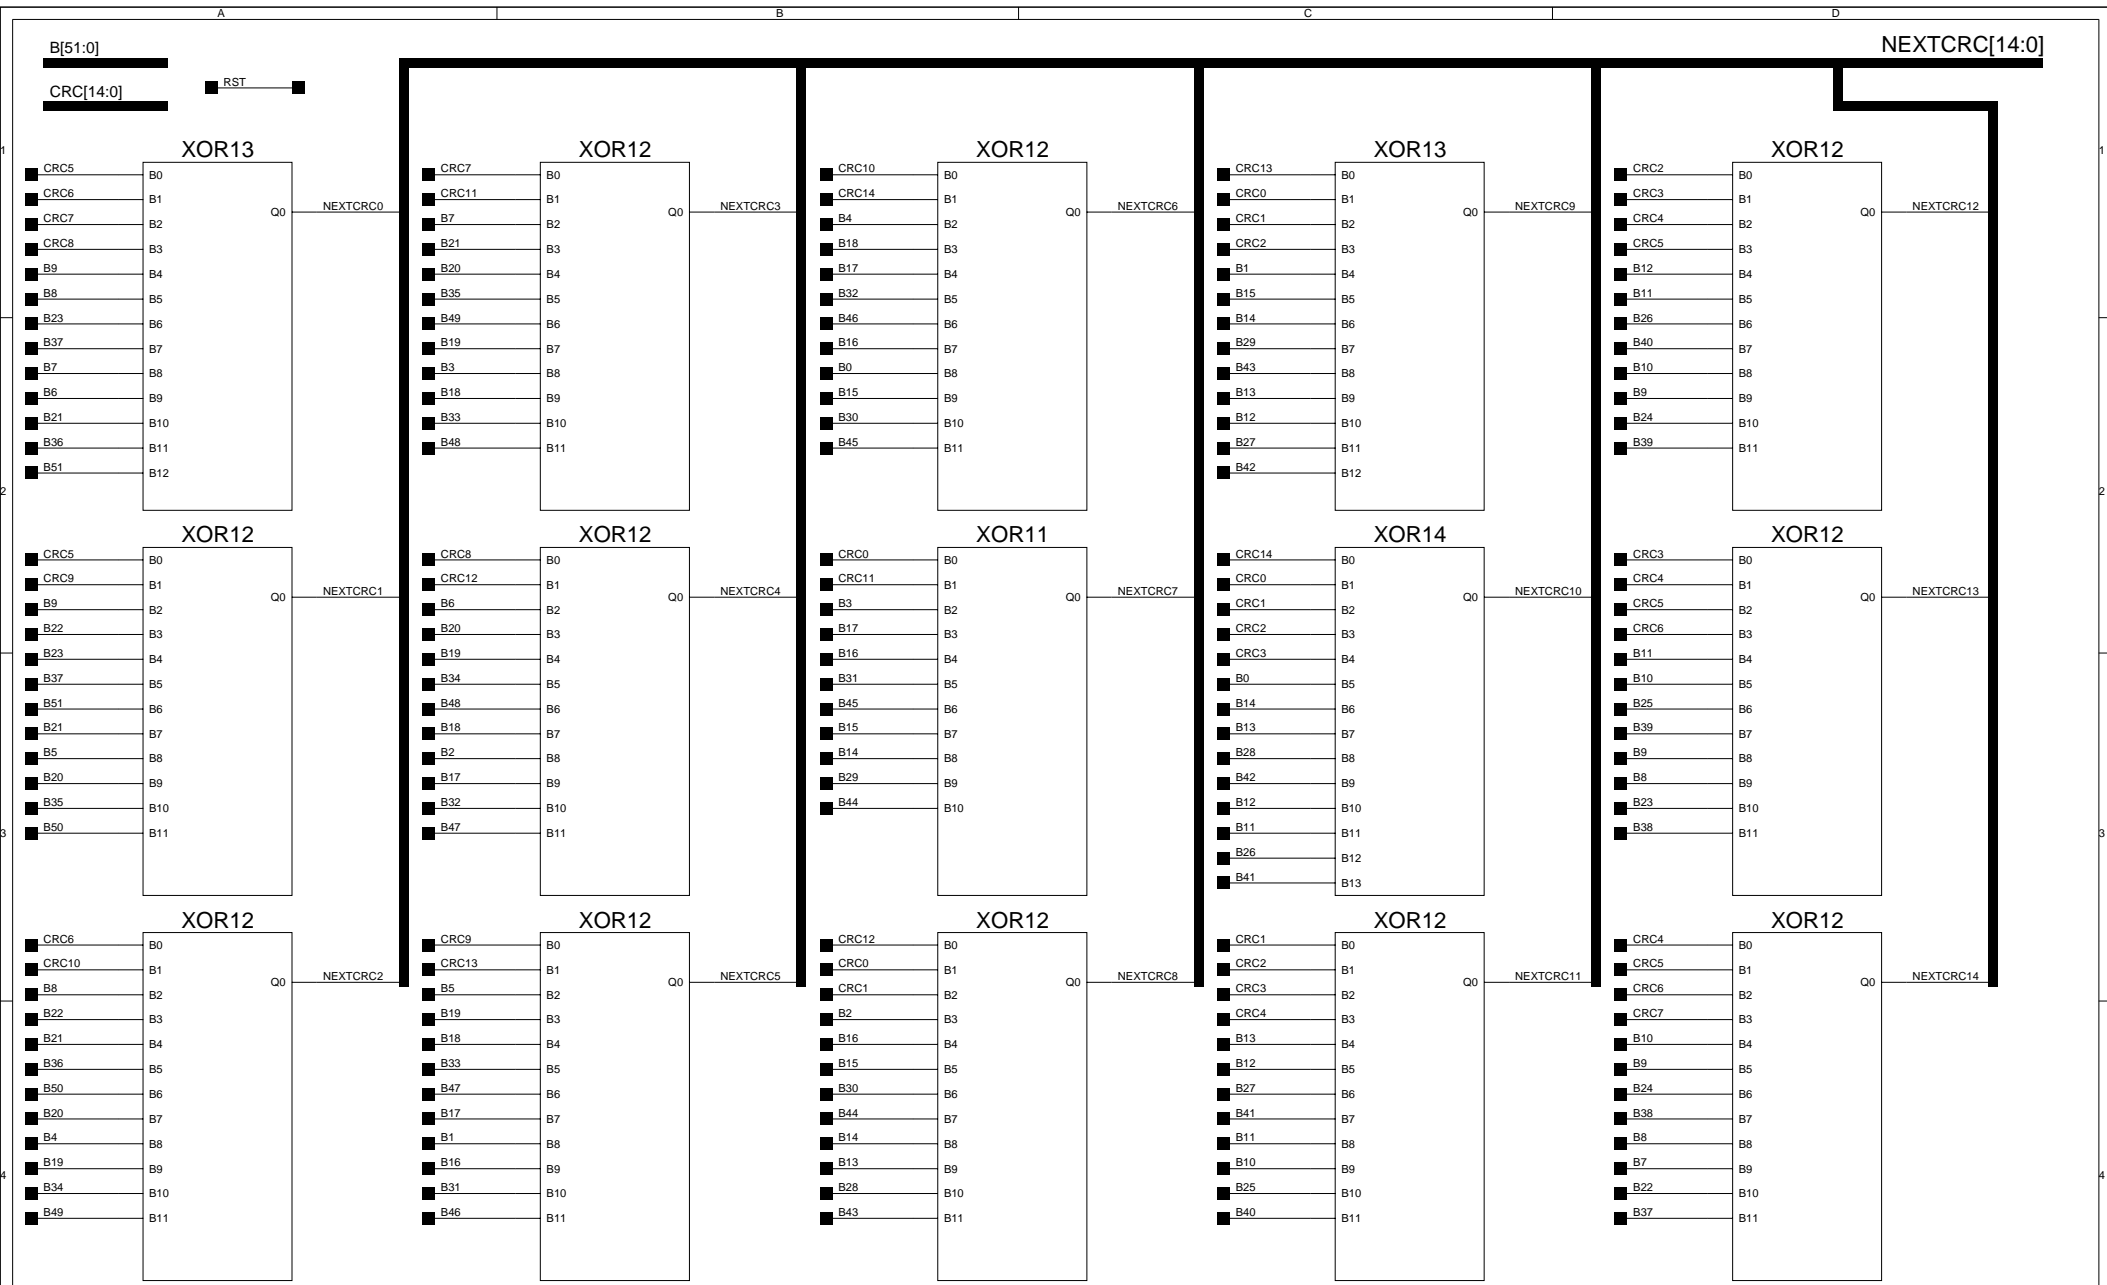 A B C D
B[51:0]
NEXTCRC[14:0]
RST
CRC[14:0]
1
1
XOR13
CRC5 B0
CRC6 B1
Q0 NEXTCRC0
CRC7 B2
CRC8 B3
B9 B4
B8 B5
B23 B6
B37 B7
B7 B8
B6 B9
B21 B10
B36 B11
B51 B12
XOR12
CRC7 B0
CRC11 B1
Q0 NEXTCRC3
B7 B2
B21 B3
B20 B4
B35 B5
B49 B6
B19 B7
B3 B8
B18 B9
B33 B10
B48 B11
XOR12
CRC10 B0
CRC14 B1
Q0 NEXTCRC6
B4 B2
B18 B3
B17 B4
B32 B5
B46 B6
B16 B7
B0 B8
B15 B9
B30 B10
B45 B11
XOR13
CRC13 B0
CRC0 B1
Q0 NEXTCRC9
CRC1 B2
CRC2 B3
B1 B4
B15 B5
B14 B6
B29 B7
B43 B8
B13 B9
B12 B10
B27 B11
B42 B12
XOR12
CRC2 B0
CRC3 B1
Q0 NEXTCRC12
CRC4 B2
CRC5 B3
B12 B4
B11 B5
B26 B6
B40 B7
B10 B8
B9 B9
B24 B10
B39 B11
2
2
XOR12
CRC5 B0
CRC9 B1
Q0 NEXTCRC1
B9 B2
B22 B3
B23 B4
B37 B5
B51 B6
B21 B7
B5 B8
B20 B9
B35 B10
B50 B11
XOR12
CRC8 B0
CRC12 B1
Q0 NEXTCRC4
B6 B2
B20 B3
B19 B4
B34 B5
B48 B6
B18 B7
B2 B8
B17 B9
B32 B10
B47 B11
XOR11
CRC0 B0
CRC11 B1
Q0 NEXTCRC7
B3 B2
B17 B3
B16 B4
B31 B5
B45 B6
B15 B7
B14 B8
B29 B9
B44 B10
XOR14
CRC14 B0
CRC0 B1
Q0 NEXTCRC10
CRC1 B2
CRC2 B3
CRC3 B4
B0 B5
B14 B6
B13 B7
B28 B8
B42 B9
B12 B10
B11 B11
B26 B12
B41 B13
XOR12
CRC3 B0
CRC4 B1
Q0 NEXTCRC13
CRC5 B2
CRC6 B3
B11 B4
B10 B5
B25 B6
B39 B7
B9 B8
B8 B9
B23 B10
B38 B11
3
3
XOR12
CRC6 B0
CRC10 B1
Q0 NEXTCRC2
B8 B2
B22 B3
B21 B4
B36 B5
B50 B6
B20 B7
B4 B8
B19 B9
B34 B10
B49 B11
XOR12
CRC9 B0
CRC13 B1
Q0 NEXTCRC5
B5 B2
B19 B3
B18 B4
B33 B5
B47 B6
B17 B7
B1 B8
B16 B9
B31 B10
B46 B11
XOR12
CRC12 B0
CRC0 B1
Q0 NEXTCRC8
CRC1 B2
B2 B3
B16 B4
B15 B5
B30 B6
B44 B7
B14 B8
B13 B9
B28 B10
B43 B11
XOR12
CRC1 B0
CRC2 B1
Q0 NEXTCRC11
CRC3 B2
CRC4 B3
B13 B4
B12 B5
B27 B6
B41 B7
B11 B8
B10 B9
B25 B10
B40 B11
XOR12
CRC4 B0
CRC5 B1
Q0 NEXTCRC14
CRC6 B2
CRC7 B3
B10 B4
B9 B5
B24 B6
B38 B7
B8 B8
B7 B9
B22 B10
B37 B11
4
4